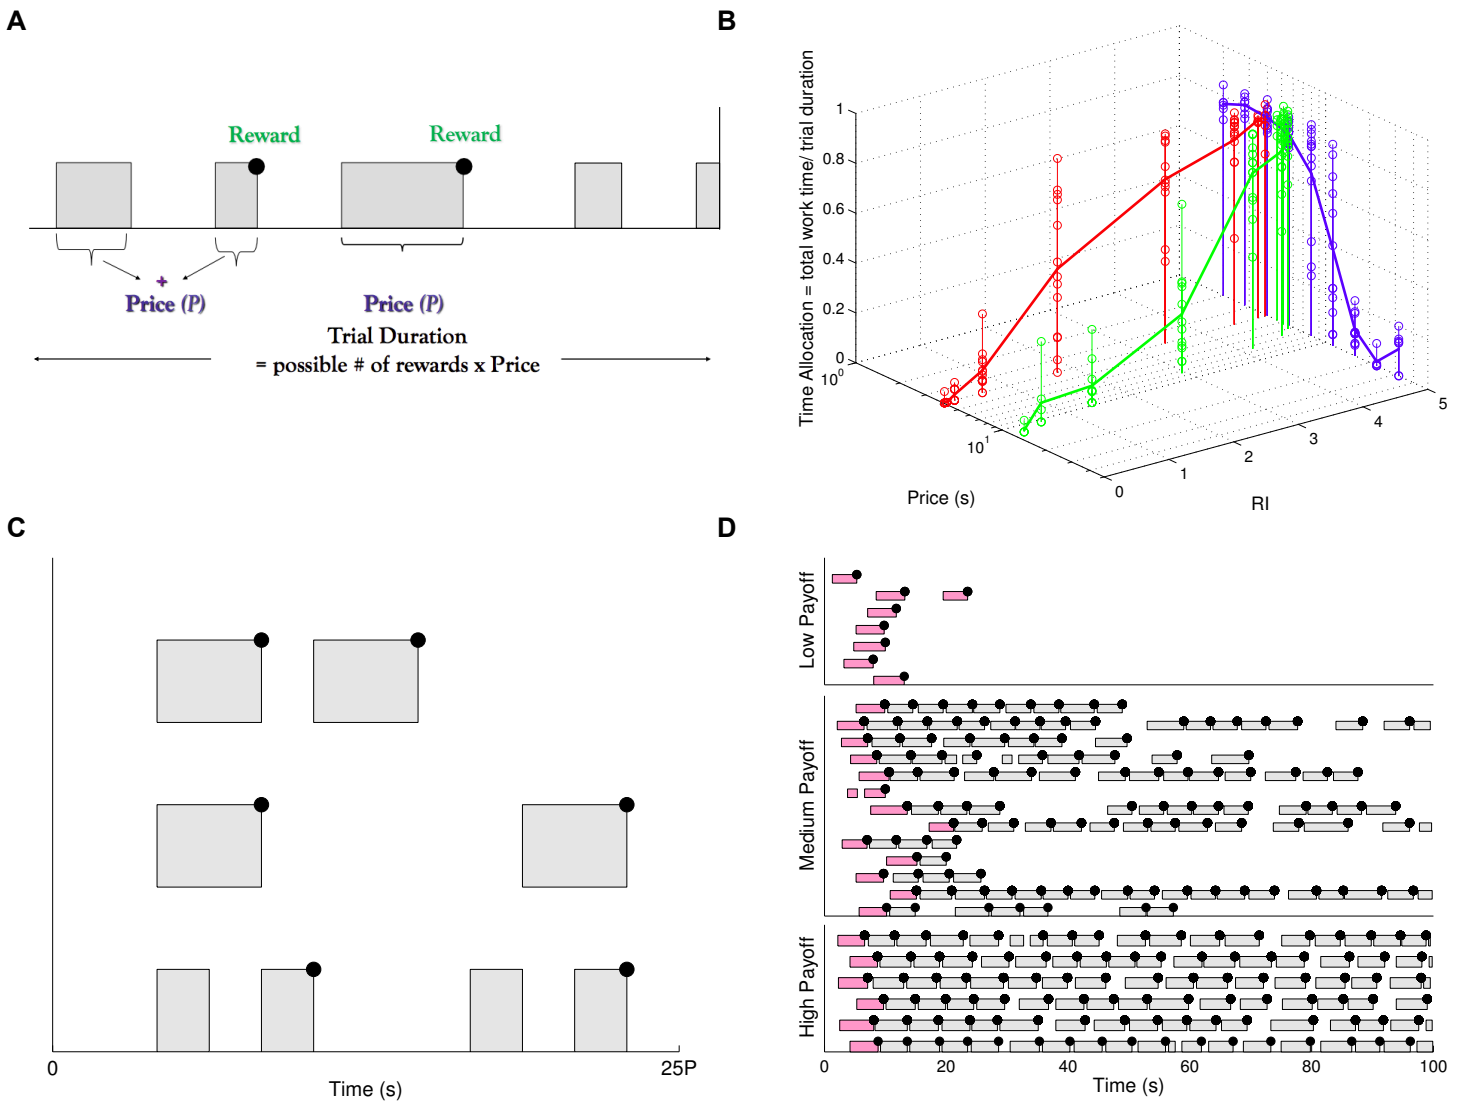 A
Reward
Reward
+
Price (P)
Price (P)
Trial Duration
= possible # of rewards x Price
B
Time Allocation = total work time/ trial duration
1
0.8
0.6
0.4
0.2
0
10^0
10^1
Price (s)
0
1
2
3
4
5
RI
C
0
25P
Time (s)
D
Low Payoff
Medium Payoff
High Payoff
0
20
40
60
80
100
Time (s)